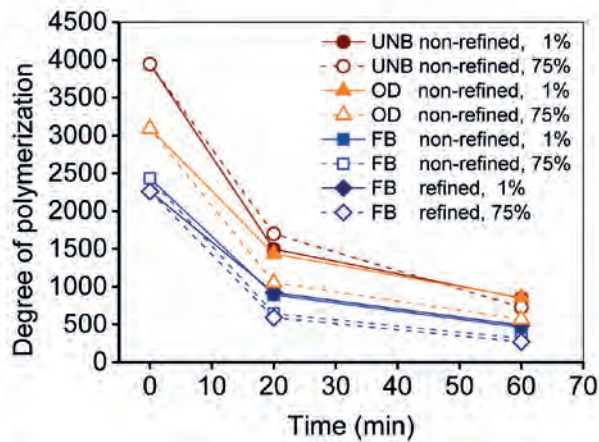 4500
4000
3500
3000
2500
2000
1500
1000
500
0
Degree of polymerization
UNB non-refined, 1%
UNB non-refined, 75%
OD non-refined, 1%
OD non-refined, 75%
FB non-refined, 1%
FB non-refined, 75%
FB refined, 1%
FB refined, 75%
0 10 20 30 40 50 60 70
Time (min)